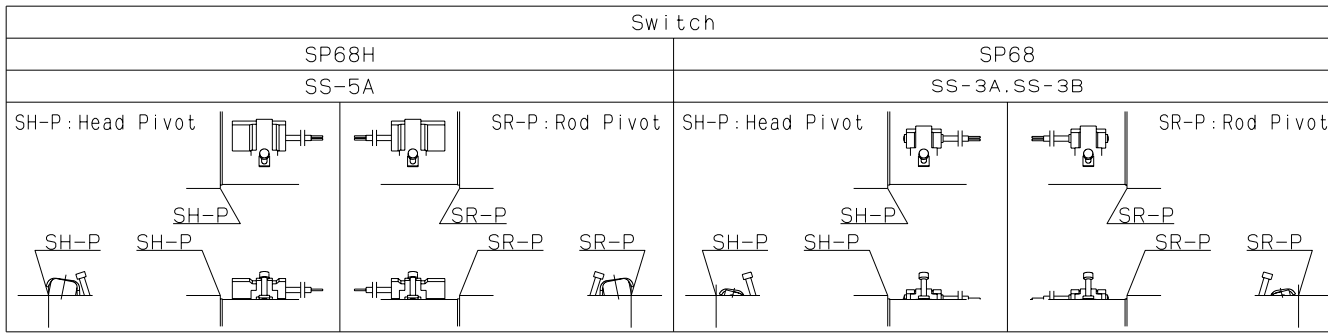 Switch
SP68H SP68
SS-5A SS-3A.SS-3B
SH-P:Head Pivot SR-P:Rod Pivot SH-P:Head Pivot SR-P:Rod Pivot
SH-P SR-P SH-P SR-P
SH-P SH-P SR-P SR-P SH-P SH-P SR-P SR-P